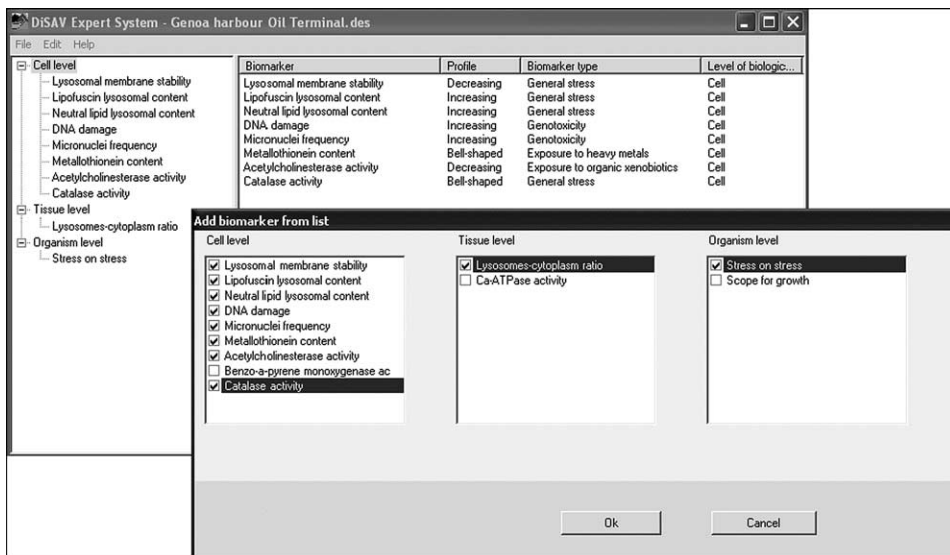 DiSAV Expert System - Genoa harbour Oil Terminal.des
File Edit Help
Cell level
Lysosomal membrane stability
Lipofuscin lysosomal content
Neutral lipid lysosomal content
DNA damage
Micronuclei frequency
Metallothionein content
Acetylcholinesterase activity
Catalase activity
Tissue level
Lysosomes-cytoplasm ratio
Organism level
Stress on stress
Biomarker Profile Biomarker type Level of biologic...
Lysosomal membrane stability Decreasing General stress Cell
Lipofuscin lysosomal content Increasing General stress Cell
Neutral lipid lysosomal content Increasing General stress Cell
DNA damage Increasing Genotoxicity Cell
Micronuclei frequency Increasing Genotoxicity Cell
Metallothionein content Bell-shaped Exposure to heavy metals Cell
Acetylcholinesterase activity Decreasing Exposure to organic xenobiotics Cell
Catalase activity Bell-shaped General stress Cell
Add biomarker from list
Cell level
Lysosomal membrane stability
Lipofuscin lysosomal content
Neutral lipid lysosomal content
DNA damage
Micronuclei frequency
Metallothionein content
Acetylcholinesterase activity
Benzo-a-pyrene monoxygenase ac
Catalase activity
Tissue level
Lysosomes-cytoplasm ratio
Ca-ATPase activity
Organism level
Stress on stress
Scope for growth
Ok Cancel